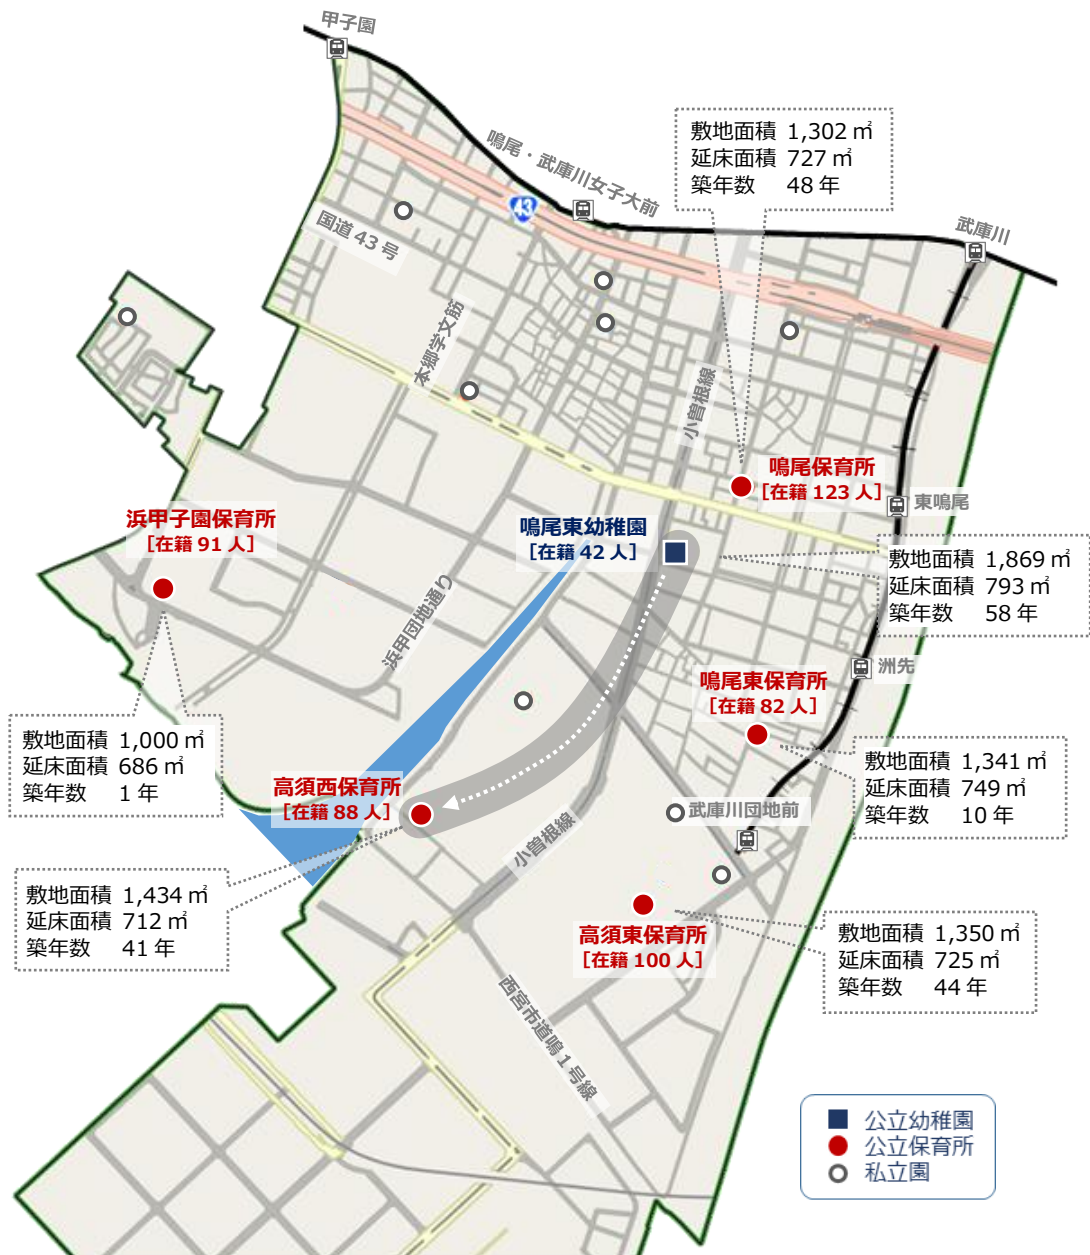 甲子園
敷地面積 1,302 ㎡
延床面積 727 ㎡
築年数 48 年
鳴尾・武庫川女子大前
43
国道 43 号
武庫川
本郷学文筋
小曽根線
鳴尾保育所
[在籍 123 人]
東鳴尾
浜甲子園保育所
[在籍 91 人]
鳴尾東幼稚園
[在籍 42 人]
敷地面積 1,869 ㎡
延床面積 793 ㎡
築年数 58 年
浜甲団地通り
洲先
鳴尾東保育所
[在籍 82 人]
敷地面積 1,000 ㎡
延床面積 686 ㎡
築年数 1 年
敷地面積 1,341 ㎡
延床面積 749 ㎡
築年数 10 年
高須西保育所
[在籍 88 人]
武庫川団地前
小曽根線
敷地面積 1,434 ㎡
延床面積 712 ㎡
築年数 41 年
高須東保育所
[在籍 100 人]
敷地面積 1,350 ㎡
延床面積 725 ㎡
築年数 44 年
西宮市道鳴1号線
公立幼稚園
公立保育所
私立園